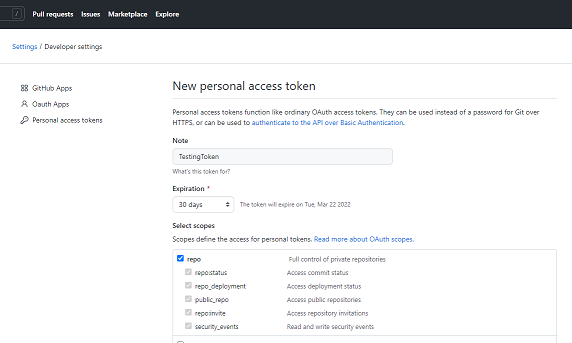 / Pull requests Issues Marketplace Explore
Settings / Developer settings
GitHub Apps
Oauth Apps
Personal access tokens
New personal access token
Personal access tokens function like ordinary OAuth access tokens. They can be used instead of a password for Git over
HTTPS, or can be used to authenticate to the API over Basic Authentication.
Note
TestingToken
What's this token for?
Expiration *
30 days The token will expire on Tue, Mar 22 2022
Select scopes
Scopes define the access for personal tokens. Read more about OAuth scopes.
repo Full control of private repositories
repo:status Access commit status
repo_deployment Access deployment status
public_repo Access public repositories
repo:invite Access repository invitations
security_events Read and write security events